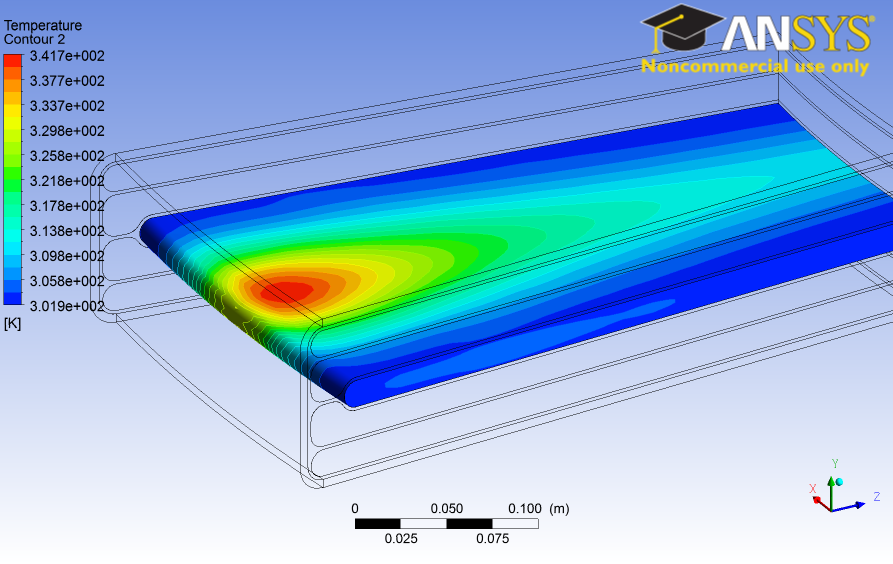 Temperature
Contour 2
3.417e+002
3.377e+002
3.337e+002
3.298e+002
3.258e+002
3.218e+002
3.178e+002
3.138e+002
3.098e+002
3.058e+002
3.019e+002
[K]
ANSYS®
Noncommercial use only
0 0.050 0.100 (m)
0.025 0.075
Y
X
Z